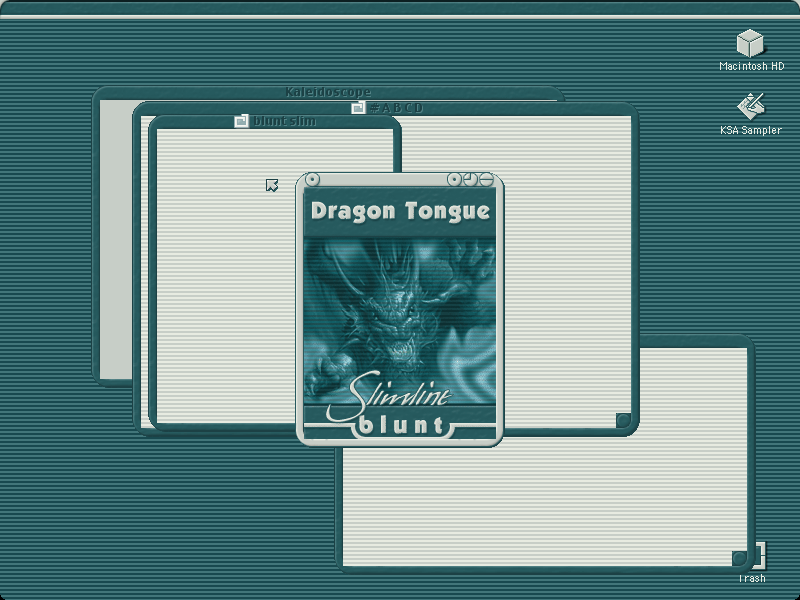 Macintosh HD
Kaleidoscope
#ABCD
blunt slim
KSA Sampler
Dragon Tongue
Slimline
blunt
Trash